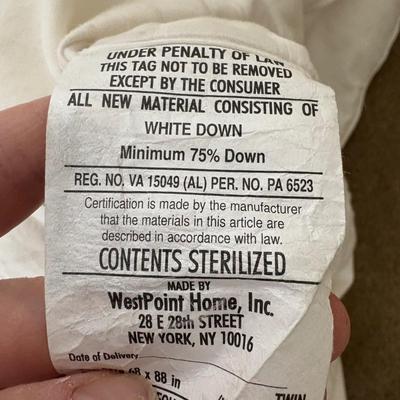 UNDER PENALTY OF LAW
THIS TAG NOT TO BE REMOVED
EXCEPT BY THE CONSUMER
ALL NEW MATERIAL CONSISTING OF
WHITE DOWN
Minimum 75% Down
REG. NO. VA 15049 (AL) PER. NO. PA 6523
Certification is made by the manufacturer
that the materials in this article are
described in accordance with law.
CONTENTS STERILIZED
MADE BY
WestPoint Home, Inc.
28 E 28th STREET
NEW YORK, NY 10016
Date of Delivery
68 x 88 in
TWIN